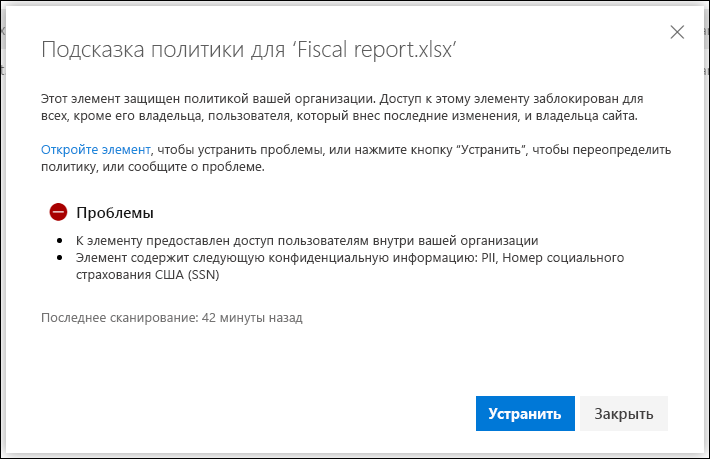 Подсказка политики для ‘Fiscal report.xlsx’
Этот элемент защищен политикой вашей организации. Доступ к этому элементу заблокирован для
всех, кроме его владельца, пользователя, который внес последние изменения, и владельца сайта.
Откройте элемент, чтобы устранить проблемы, или нажмите кнопку “Устранить”, чтобы переопределить
политику, или сообщите о проблеме.
Проблемы
• К элементу предоставлен доступ пользователям внутри вашей организации
• Элемент содержит следующую конфиденциальную информацию: PII, Номер социального
страхования США (SSN)
Последнее сканирование: 42 минуты назад
Устранить Закрыть